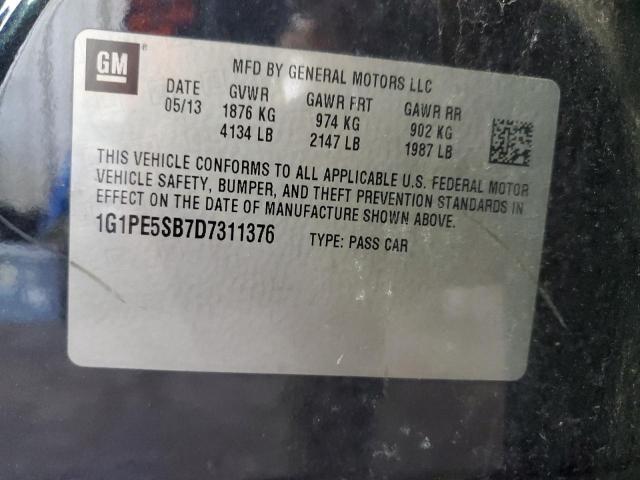 GM ®
MFD BY GENERAL MOTORS LLC
DATE GVWR GAWR FRT GAWR RR
05/13 1876 KG 974 KG 902 KG
4134 LB 2147 LB 1987 LB
THIS VEHICLE CONFORMS TO ALL APPLICABLE U.S. FEDERAL MOTOR
VEHICLE SAFETY, BUMPER, AND THEFT PREVENTION STANDARDS IN
EFFECT ON THE DATE OF MANUFACTURE SHOWN ABOVE.
1G1PE5SB7D7311376 TYPE: PASS CAR